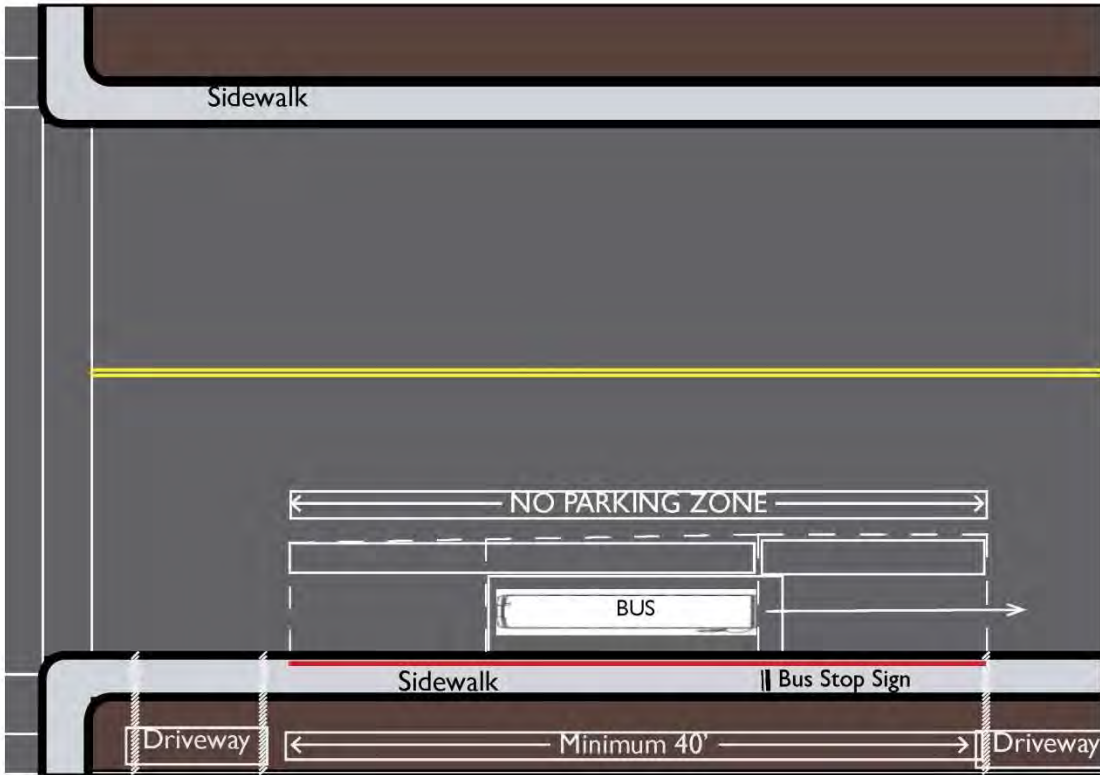 Sidewalk
NO PARKING ZONE
BUS
Sidewalk
Bus Stop Sign
Driveway
Minimum 40'
Driveway